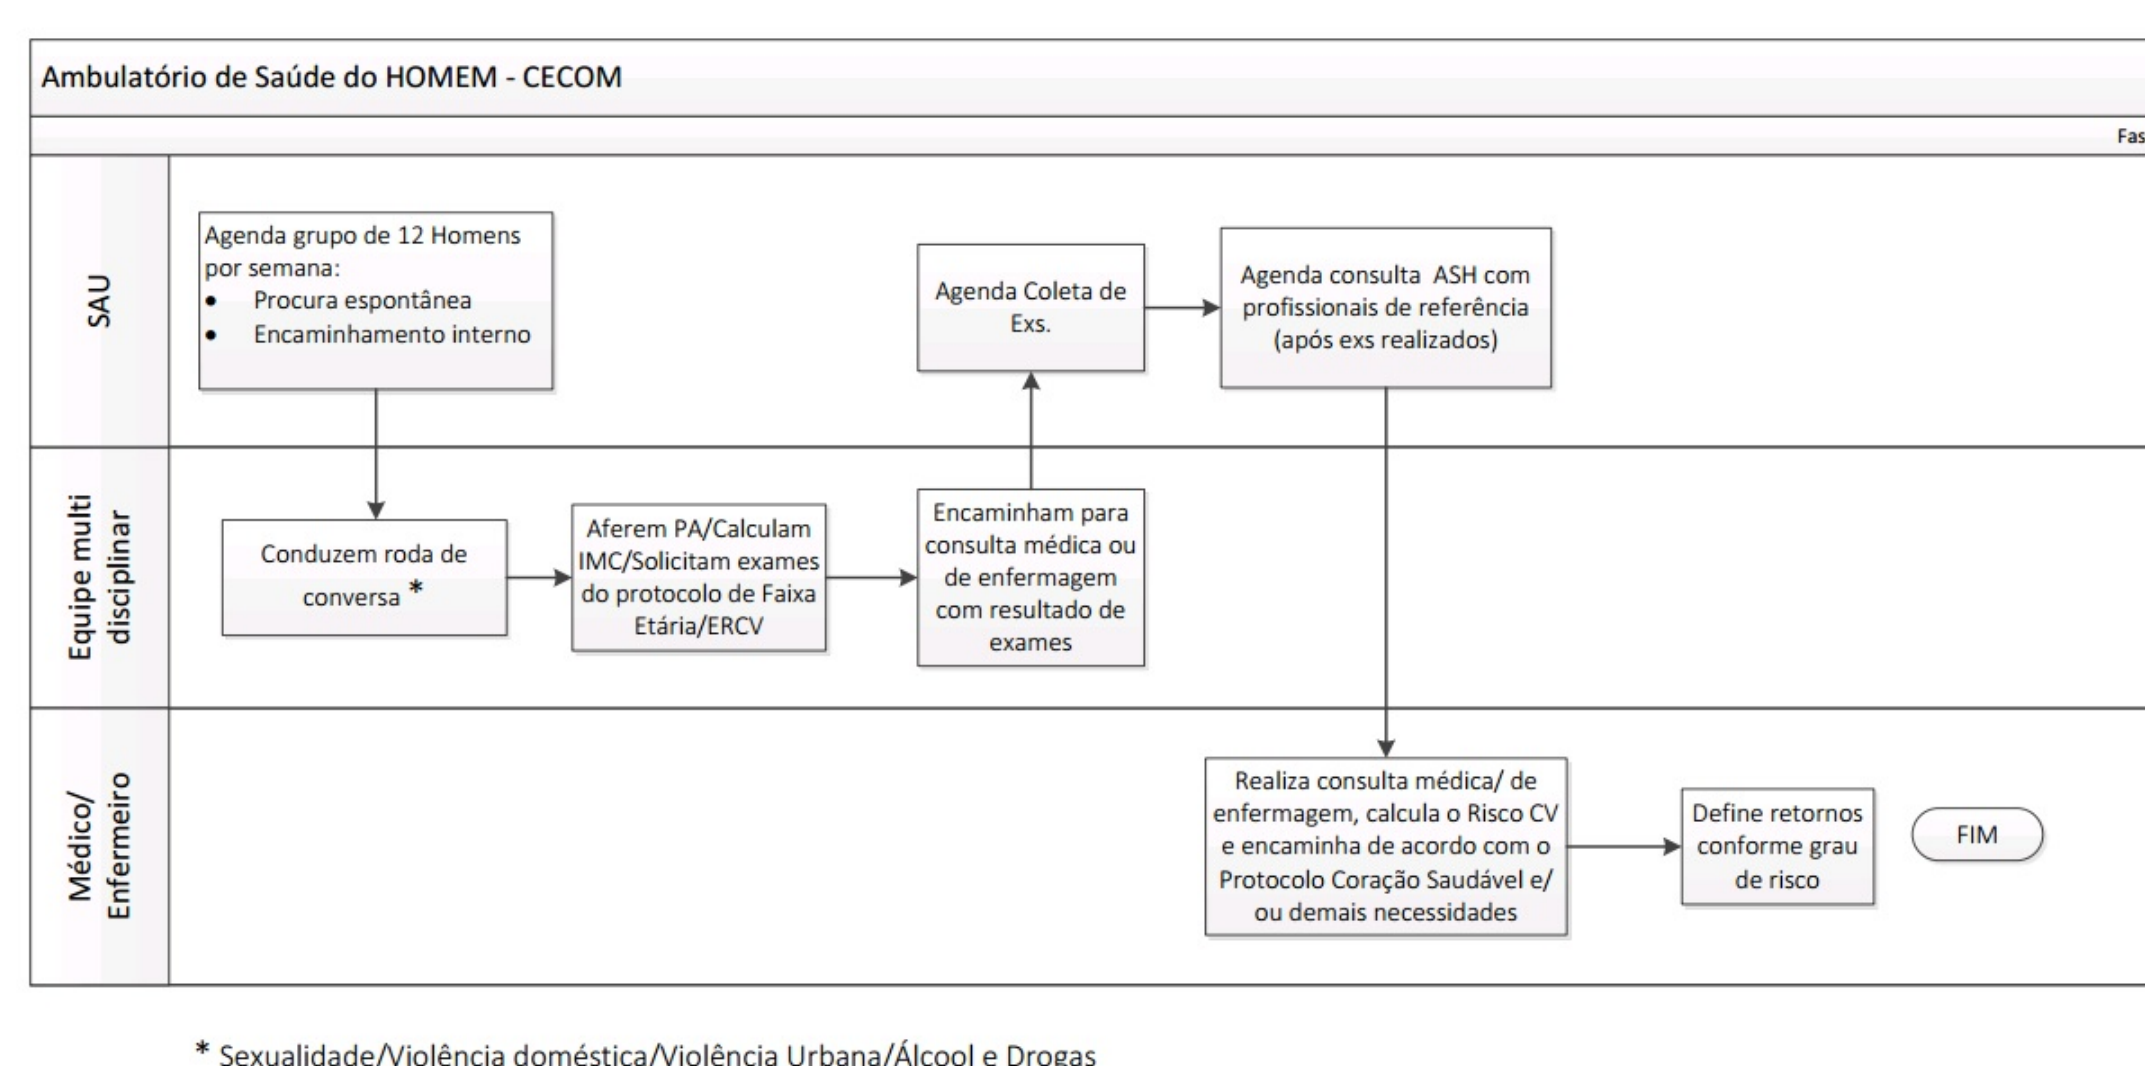 Ambulatório de Saúde do HOMEM - CECOM
Fas
SAU
Agenda grupo de 12 Homens
por semana:
• Procura espontânea
• Encaminhamento interno
Agenda Coleta de
Exs.
Agenda consulta ASH com
profissionais de referência
(após exs realizados)
Equipe multi
disciplinar
Conduzem roda de
conversa *
Aferem PA/Calculam
IMC/Solicitam exames
do protocolo de Faixa
Etária/ERCV
Encaminham para
consulta médica ou
de enfermagem
com resultado de
exames
Médico/
Enfermeiro
Realiza consulta médica/ de
enfermagem, calcula o Risco CV
e encaminha de acordo com o
Protocolo Coração Saudável e/
ou demais necessidades
Define retornos
conforme grau
de risco
FIM
* Sexualidade/Violência doméstica/Violência Urbana/Álcool e Drogas